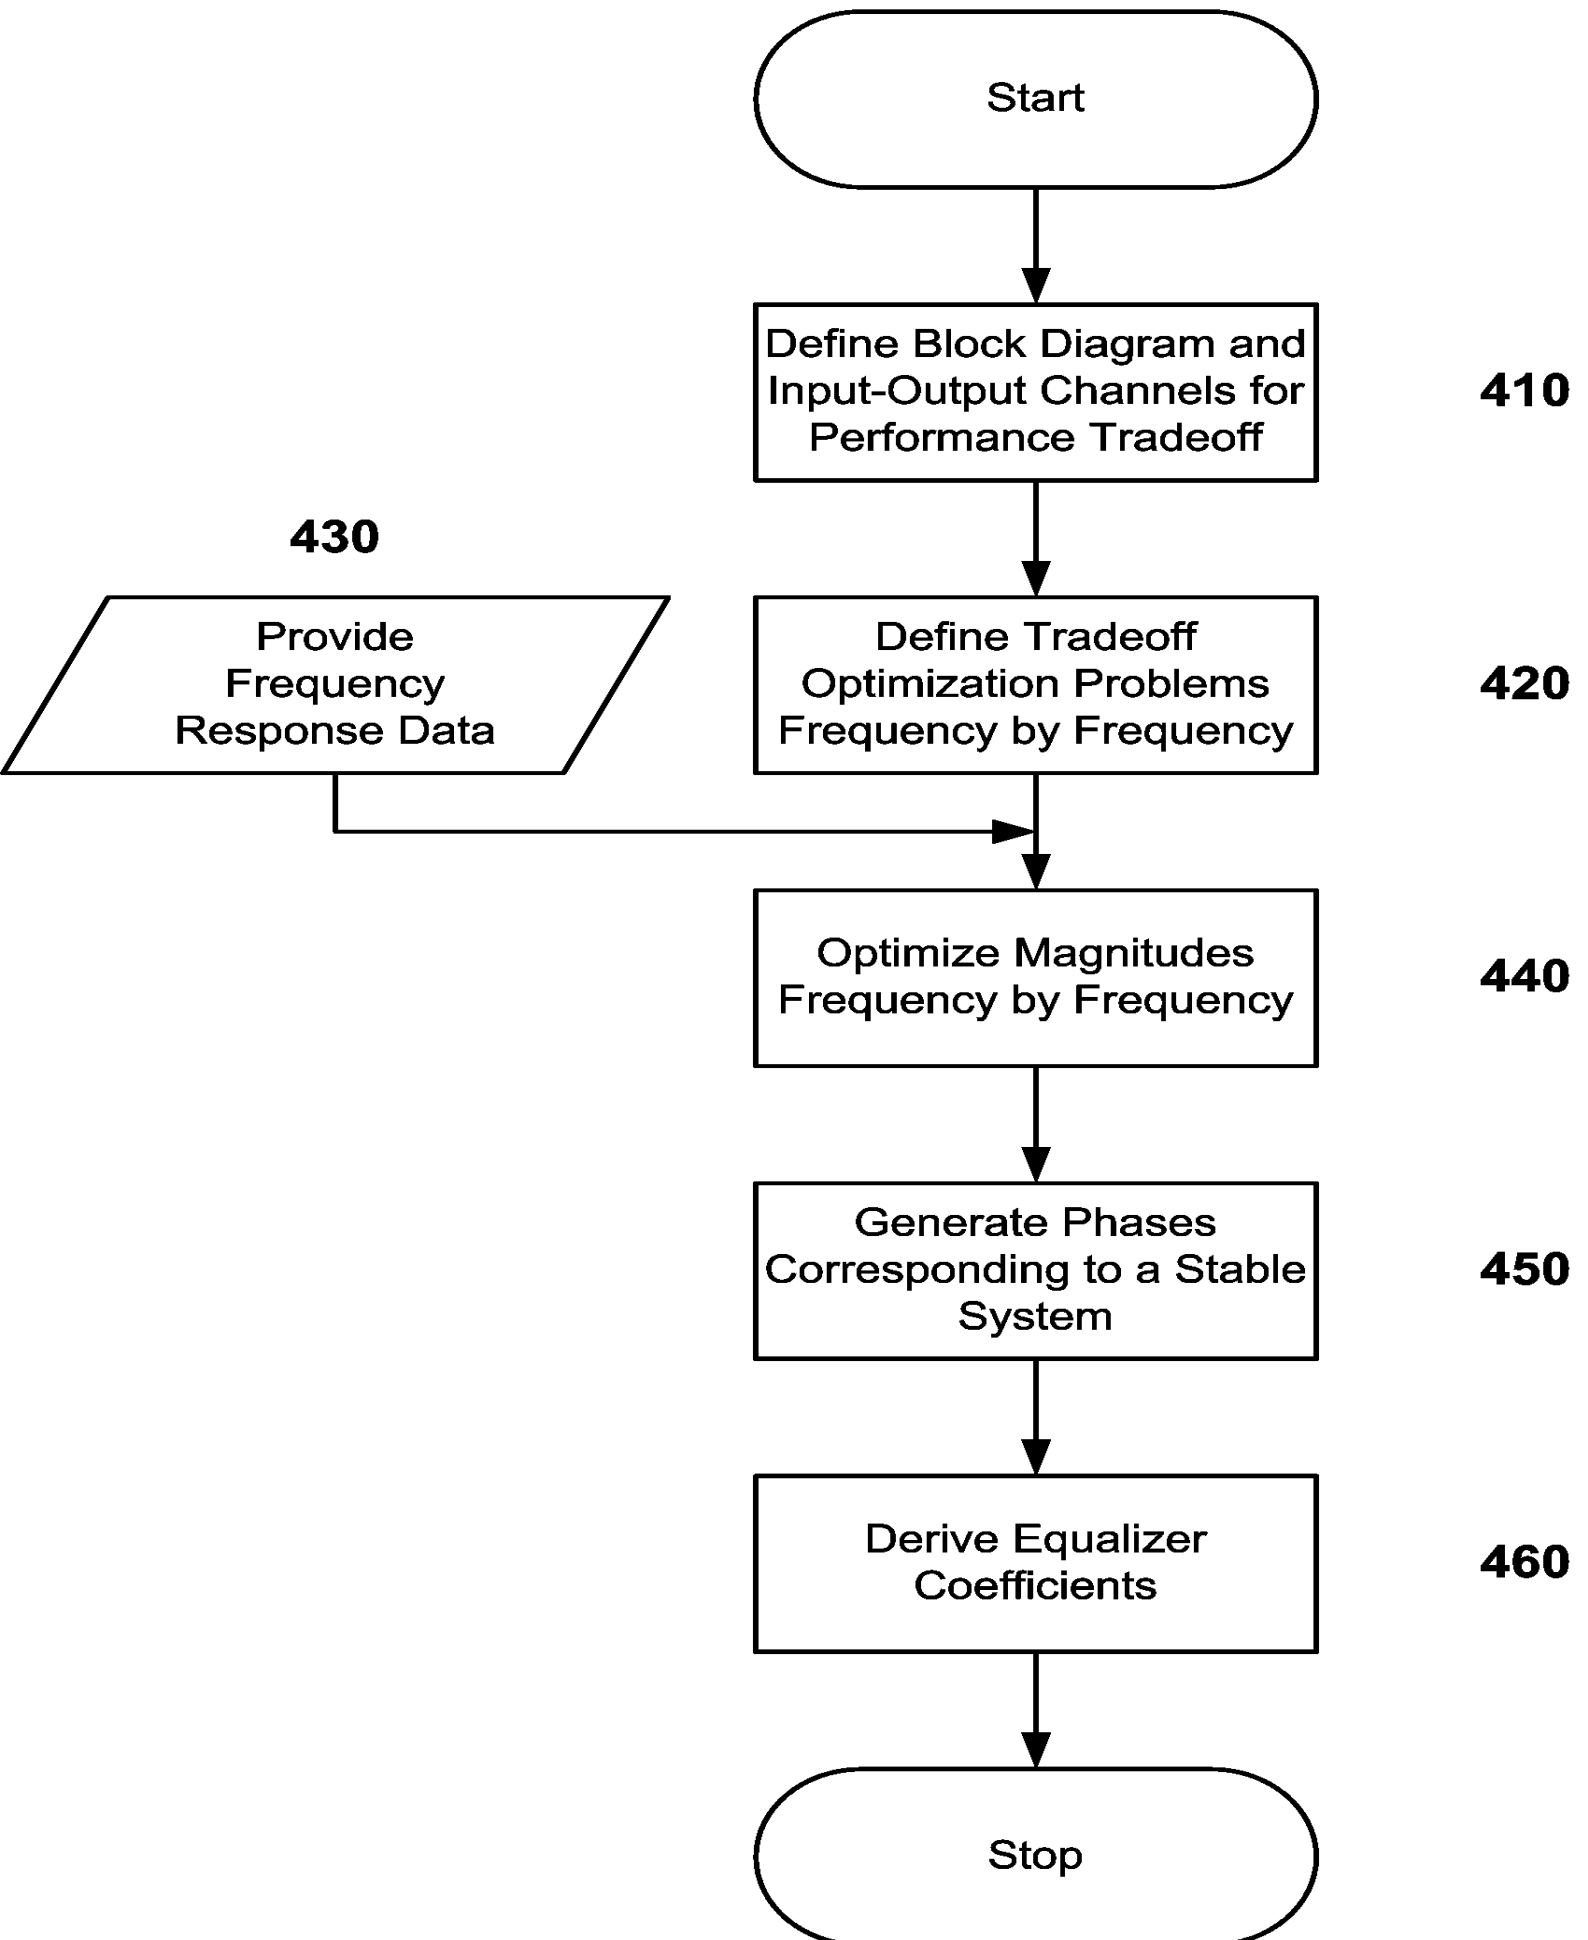 Start
Define Block Diagram and
Input-Output Channels for
Performance Tradeoff
410
430
Provide
Frequency
Response Data
Define Tradeoff
Optimization Problems
Frequency by Frequency
420
Optimize Magnitudes
Frequency by Frequency
440
Generate Phases
Corresponding to a Stable
System
450
Derive Equalizer
Coefficients
460
Stop